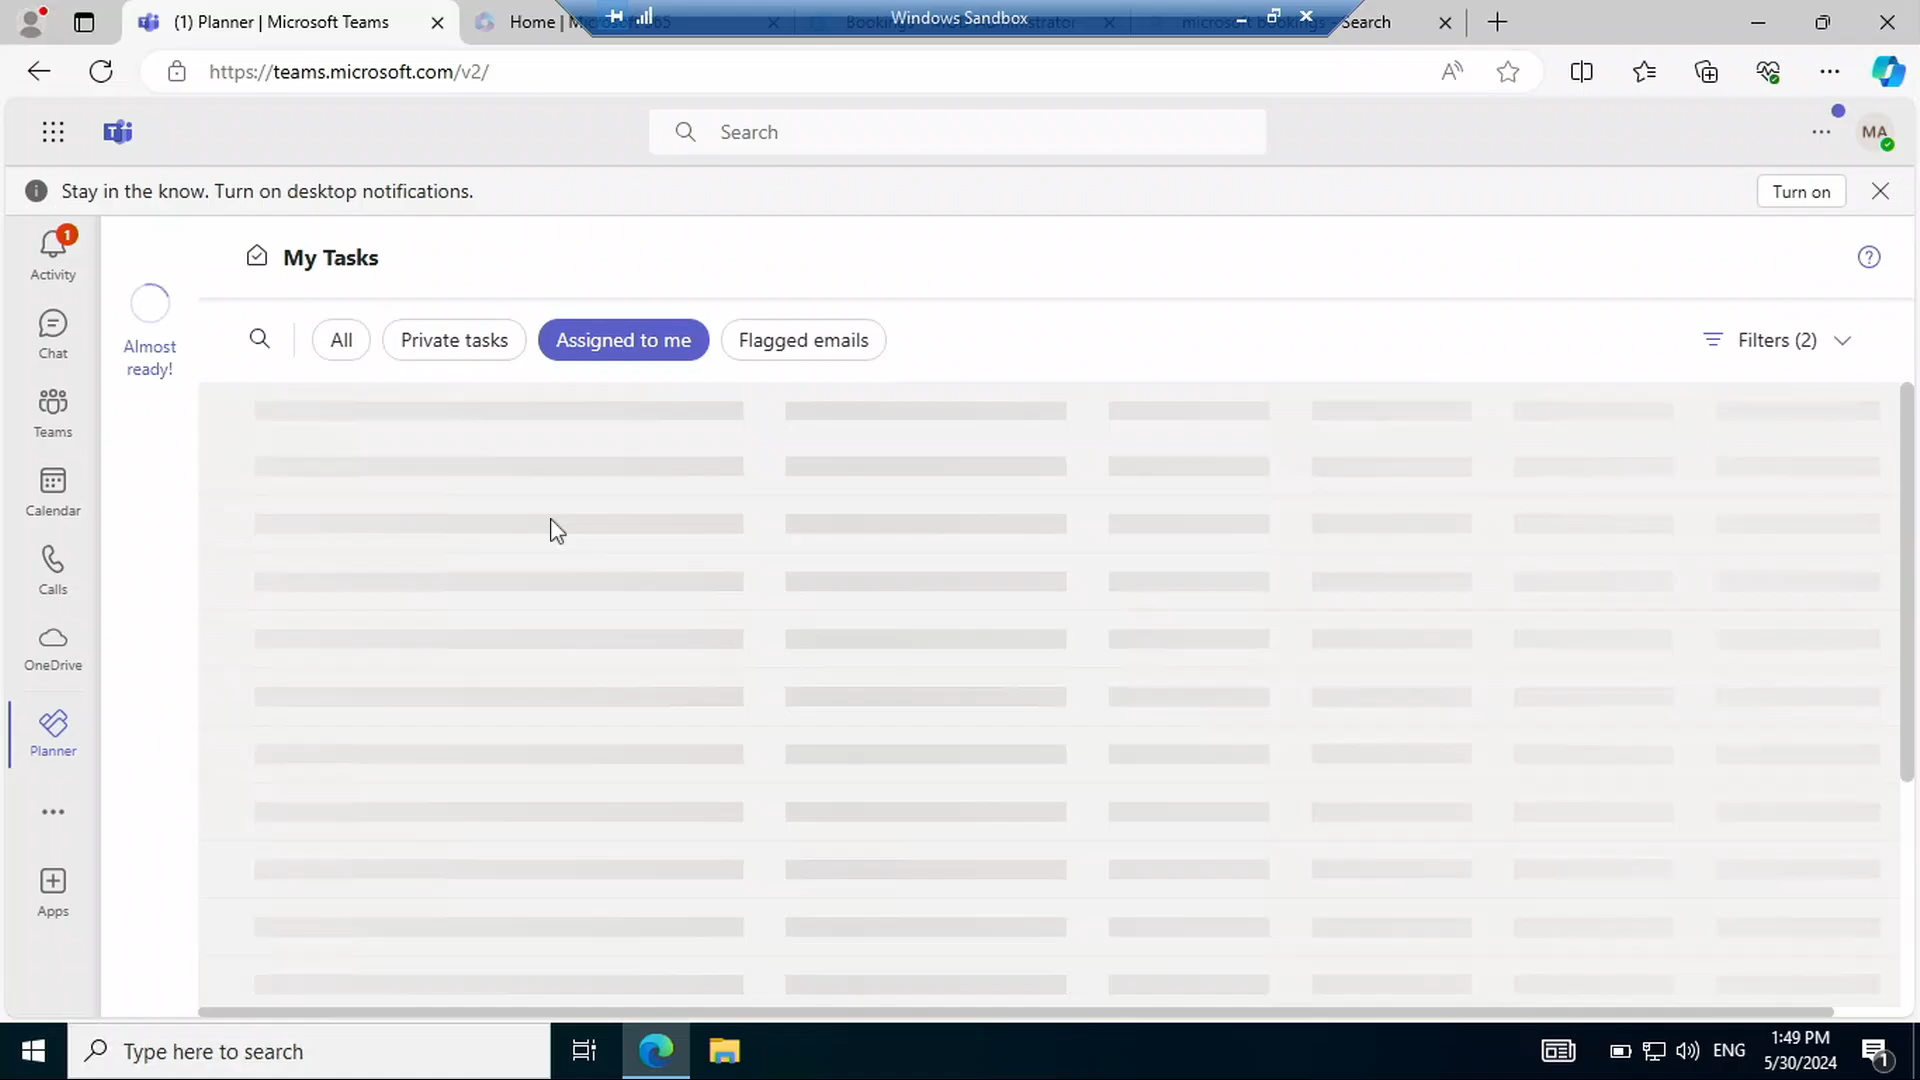 (1) Planner | Microsoft Teams
Home | M
Windows Sandbox
microsoft bookings - Search
https://teams.microsoft.com/v2/
Search
MA
Stay in the know. Turn on desktop notifications.
Turn on
1
Activity
Chat
Teams
Calendar
Calls
OneDrive
Planner
Apps
Almost
ready!
My Tasks
All
Private tasks
Assigned to me
Flagged emails
Filters (2)
Type here to search
ENG
1:49 PM
5/30/2024
1